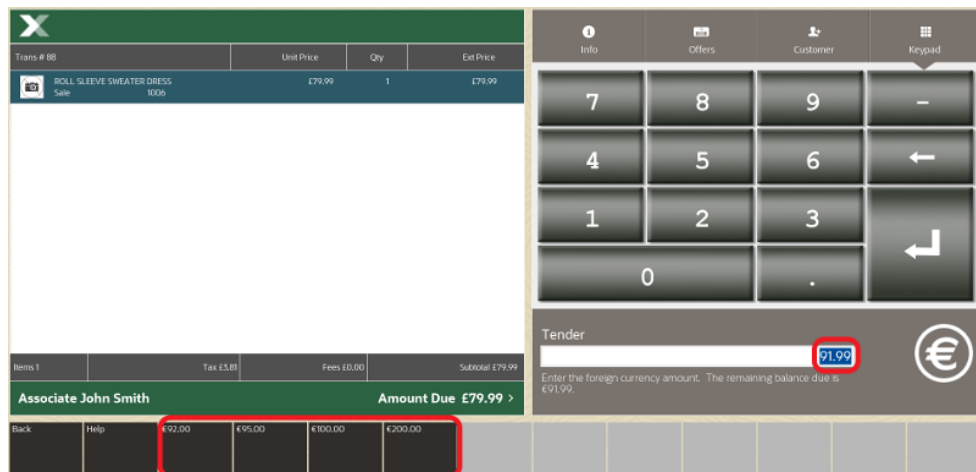 Info
Offers
Customer
Keypad
Trans # 88
Unit Price
Qty
Ext Price
ROLL SLEEVE SWEATER DRESS
£79.99
1
£79.99
Sale
1006
7
8
9
-
4
5
6
1
2
3
0
.
Tender
91.99
€
Enter the foreign currency amount. The remaining balance due is
€91.99.
Items 1
Tax £3.81
Fees £0.00
Subtotal £79.99
Associate John Smith
Amount Due £79.99 >
Back
Help
€92.00
€95.00
€100.00
€200.00